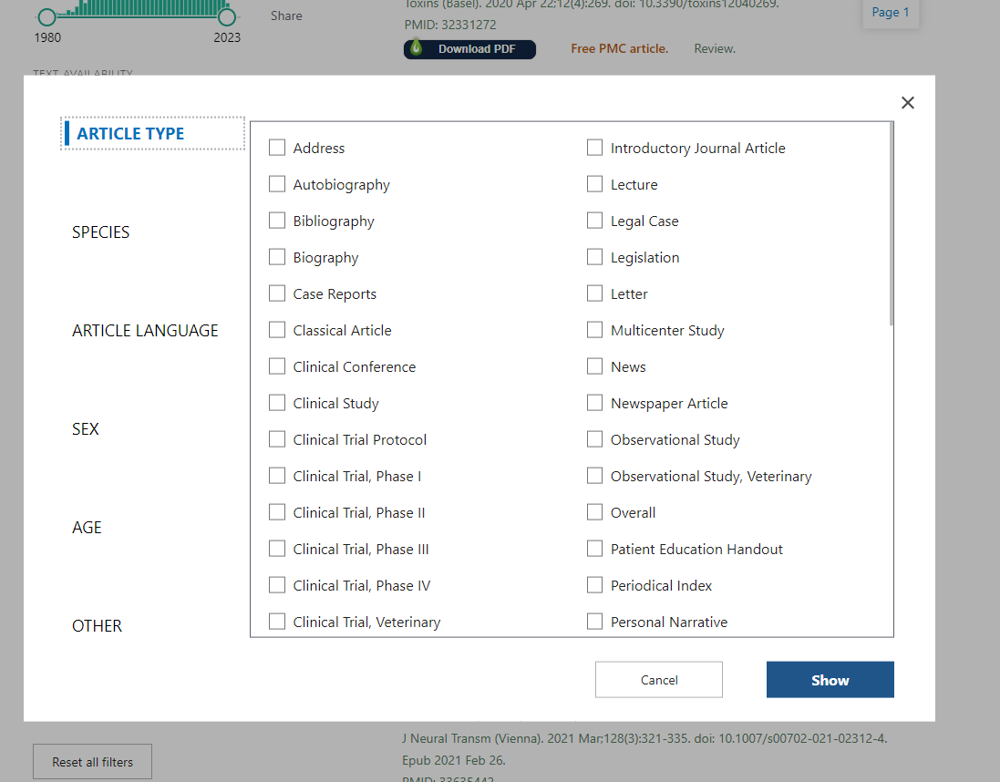 Share
1980
2023
Toxins (Basel). 2020 Apr 22;12(4):269. doi: 10.3390/toxins12040269.
PMID: 32331272
Download PDF
Free PMC article.
Review.
Page 1
TEXT AVAILABILITY
ARTICLE TYPE
SPECIES
ARTICLE LANGUAGE
SEX
AGE
OTHER
Address
Autobiography
Bibliography
Biography
Case Reports
Classical Article
Clinical Conference
Clinical Study
Clinical Trial Protocol
Clinical Trial, Phase I
Clinical Trial, Phase II
Clinical Trial, Phase III
Clinical Trial, Phase IV
Clinical Trial, Veterinary
Introductory Journal Article
Lecture
Legal Case
Legislation
Letter
Multicenter Study
News
Newspaper Article
Observational Study
Observational Study, Veterinary
Overall
Patient Education Handout
Periodical Index
Personal Narrative
Cancel
Show
Reset all filters
J Neural Transm (Vienna). 2021 Mar;128(3):321-335. doi: 10.1007/s00702-021-02312-4.
Epub 2021 Feb 26.
PMID: 33635442